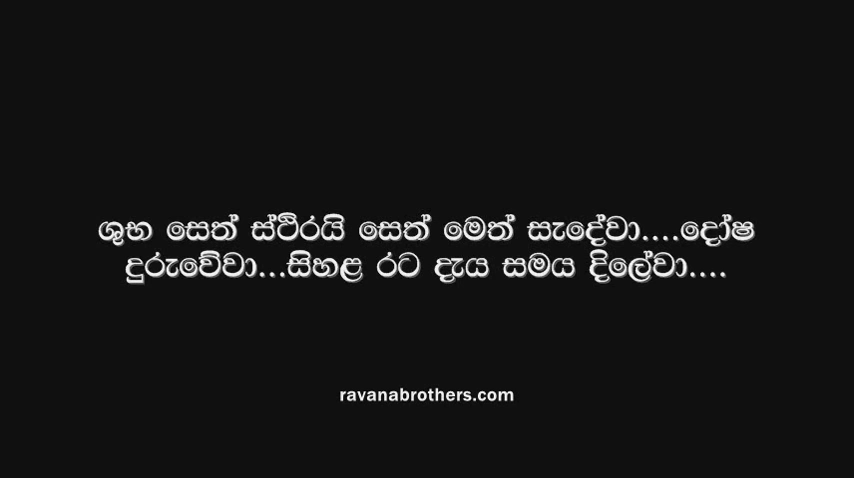 ශුභ සෙත් ස්ථිරයි සෙත් මෙත් සැදේවා....දෝෂ
දුරුවේවා...සිහළ රට දැය සමය දිලේවා....
ravanabrothers.com